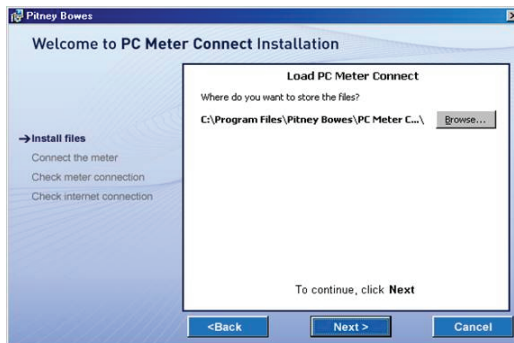 Pitney Bowes
Welcome to PC Meter Connect Installation
Load PC Meter Connect
Where do you want to store the files?
C:\Program Files\Pitney Bowes\PC Meter C...\
Browse...
→Install files
Connect the meter
Check meter connection
Check internet connection
To continue, click Next
<Back
Next >
Cancel